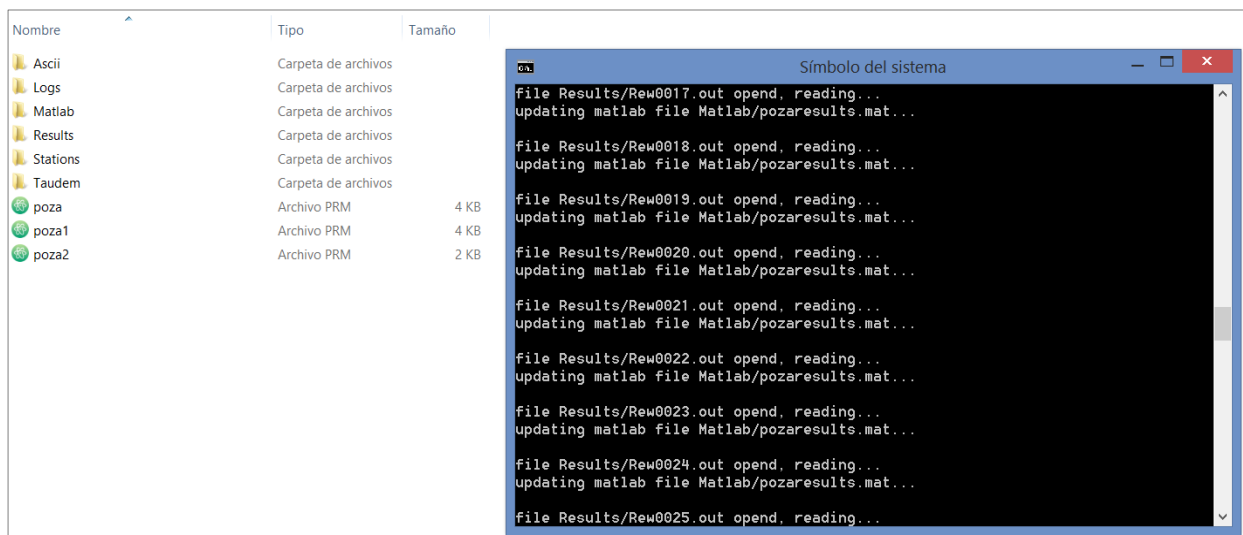 Nombre Tipo Tamaño
Ascii Carpeta de archivos
Logs Carpeta de archivos
Matlab Carpeta de archivos
Results Carpeta de archivos
Stations Carpeta de archivos
Taudem Carpeta de archivos
poza Archivo PRM 4 KB
poza1 Archivo PRM 4 KB
poza2 Archivo PRM 2 KB
Símbolo del sistema
file Results/Rew0017.out opend, reading...
updating matlab file Matlab/pozaresults.mat...
file Results/Rew0018.out opend, reading...
updating matlab file Matlab/pozaresults.mat...
file Results/Rew0019.out opend, reading...
updating matlab file Matlab/pozaresults.mat...
file Results/Rew0020.out opend, reading...
updating matlab file Matlab/pozaresults.mat...
file Results/Rew0021.out opend, reading...
updating matlab file Matlab/pozaresults.mat...
file Results/Rew0022.out opend, reading...
updating matlab file Matlab/pozaresults.mat...
file Results/Rew0023.out opend, reading...
updating matlab file Matlab/pozaresults.mat...
file Results/Rew0024.out opend, reading...
updating matlab file Matlab/pozaresults.mat...
file Results/Rew0025.out opend, reading...